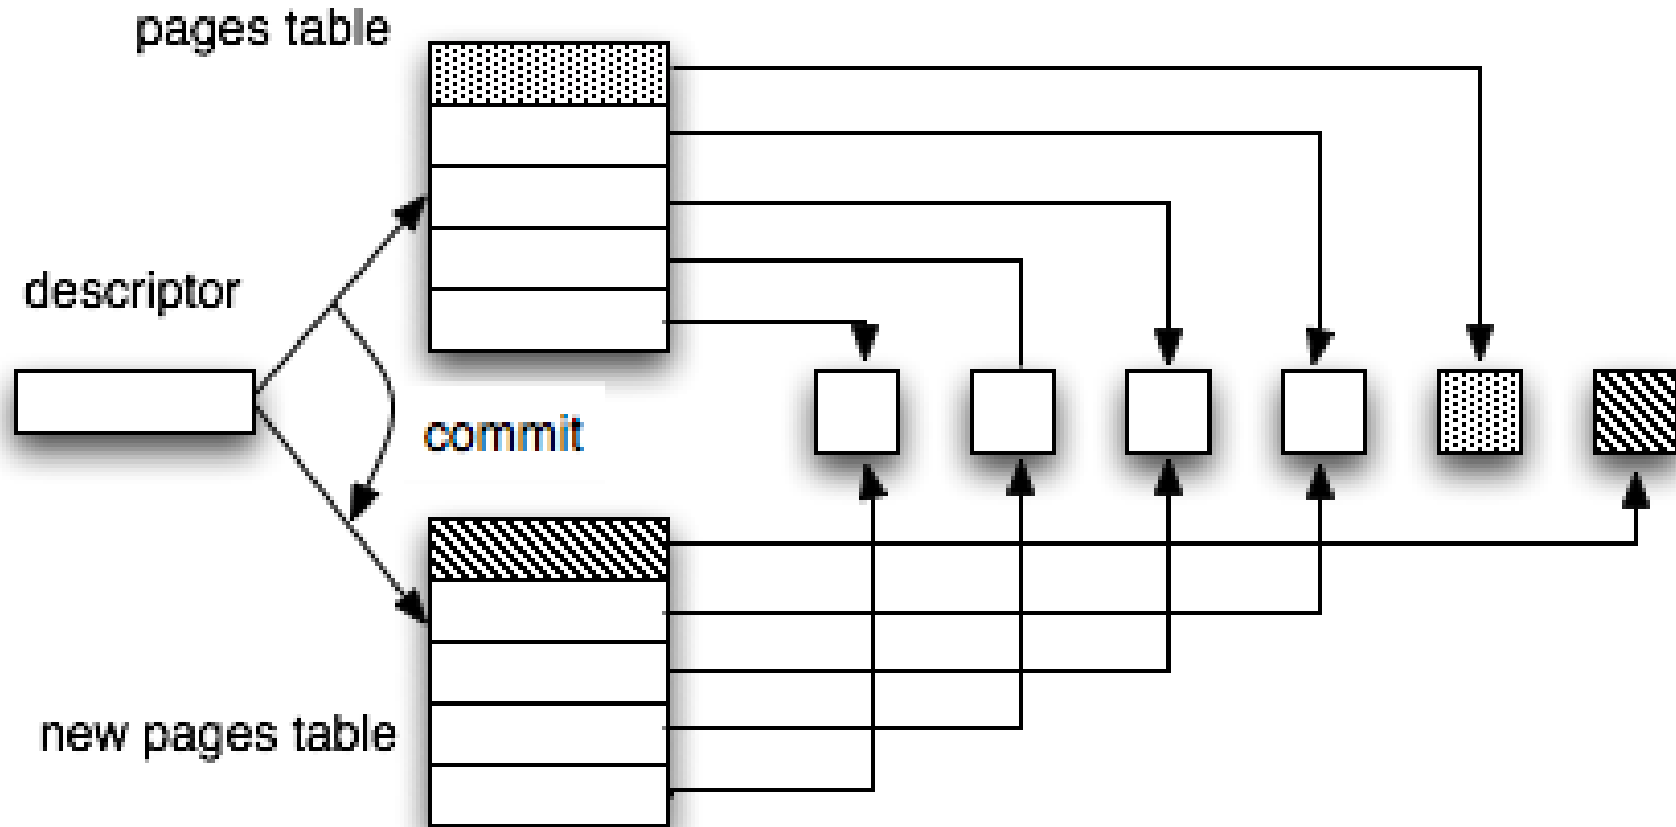 pages table
descriptor
commit
new pages table